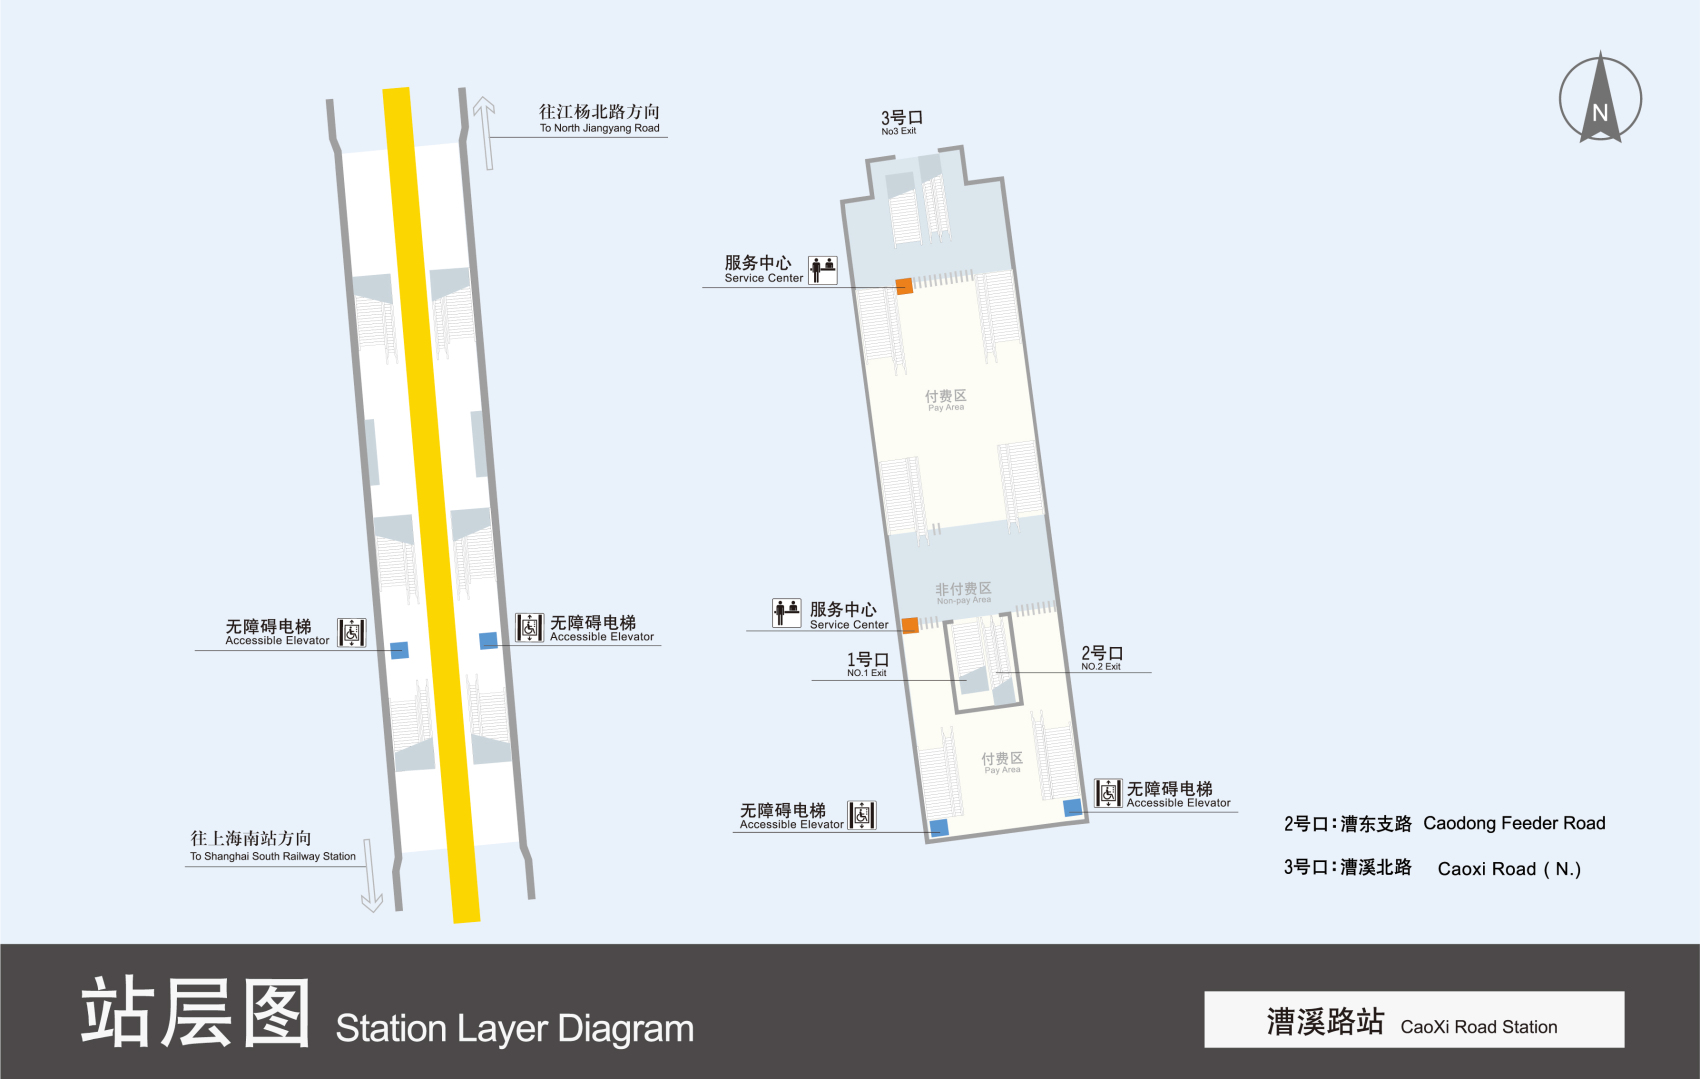 往江杨北路方向
To North Jiangyang Road
N
3号口
No3 Exit
服务中心
Service Center
付费区
Pay Area
非付费区
Non-pay Area
服务中心
Service Center
无障碍电梯
Accessible Elevator
无障碍电梯
Accessible Elevator
1号口
NO.1 Exit
2号口
NO.2 Exit
付费区
Pay Area
无障碍电梯
Accessible Elevator
无障碍电梯
Accessible Elevator
往上海南站方向
To Shanghai South Railway Station
2号口：漕东支路 Caodong Feeder Road
3号口：漕溪北路 Caoxi Road ( N.)
站层图 Station Layer Diagram
漕溪路站 CaoXi Road Station